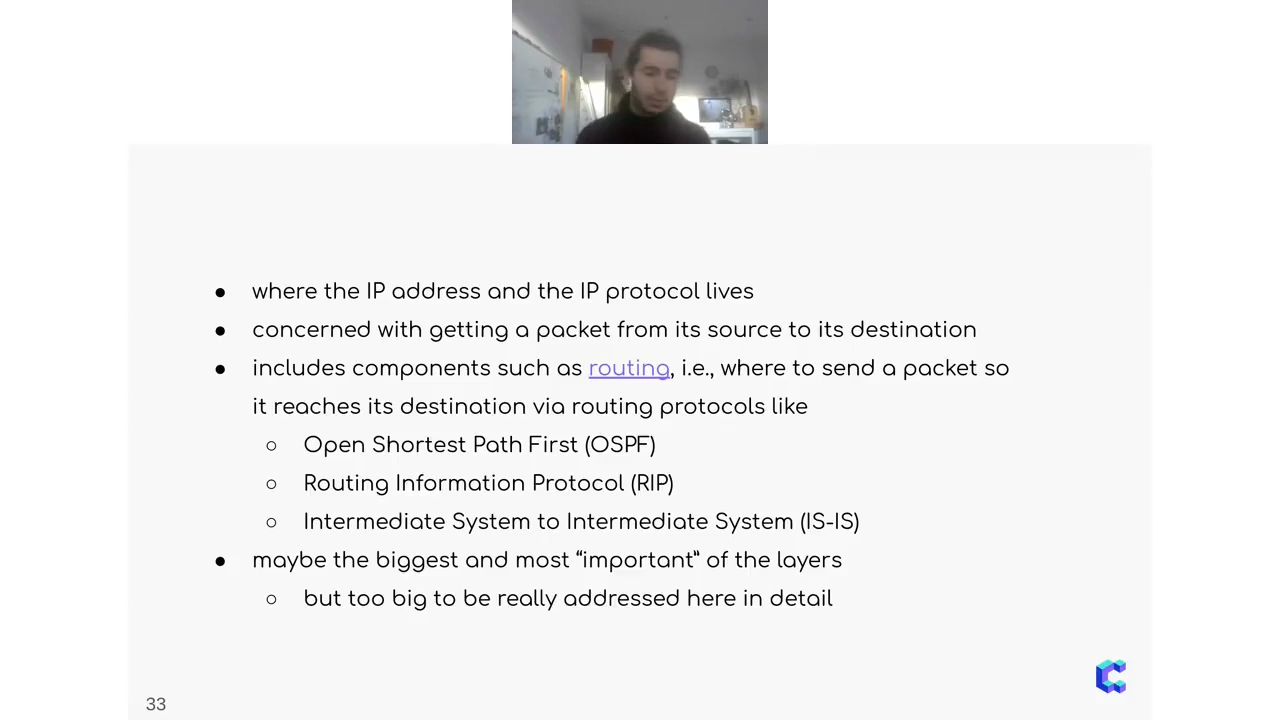 ● where the IP address and the IP protocol lives
● concerned with getting a packet from its source to its destination
● includes components such as routing, i.e., where to send a packet so
it reaches its destination via routing protocols like
○ Open Shortest Path First (OSPF)
○ Routing Information Protocol (RIP)
○ Intermediate System to Intermediate System (IS-IS)
● maybe the biggest and most “important” of the layers
○ but too big to be really addressed here in detail
33